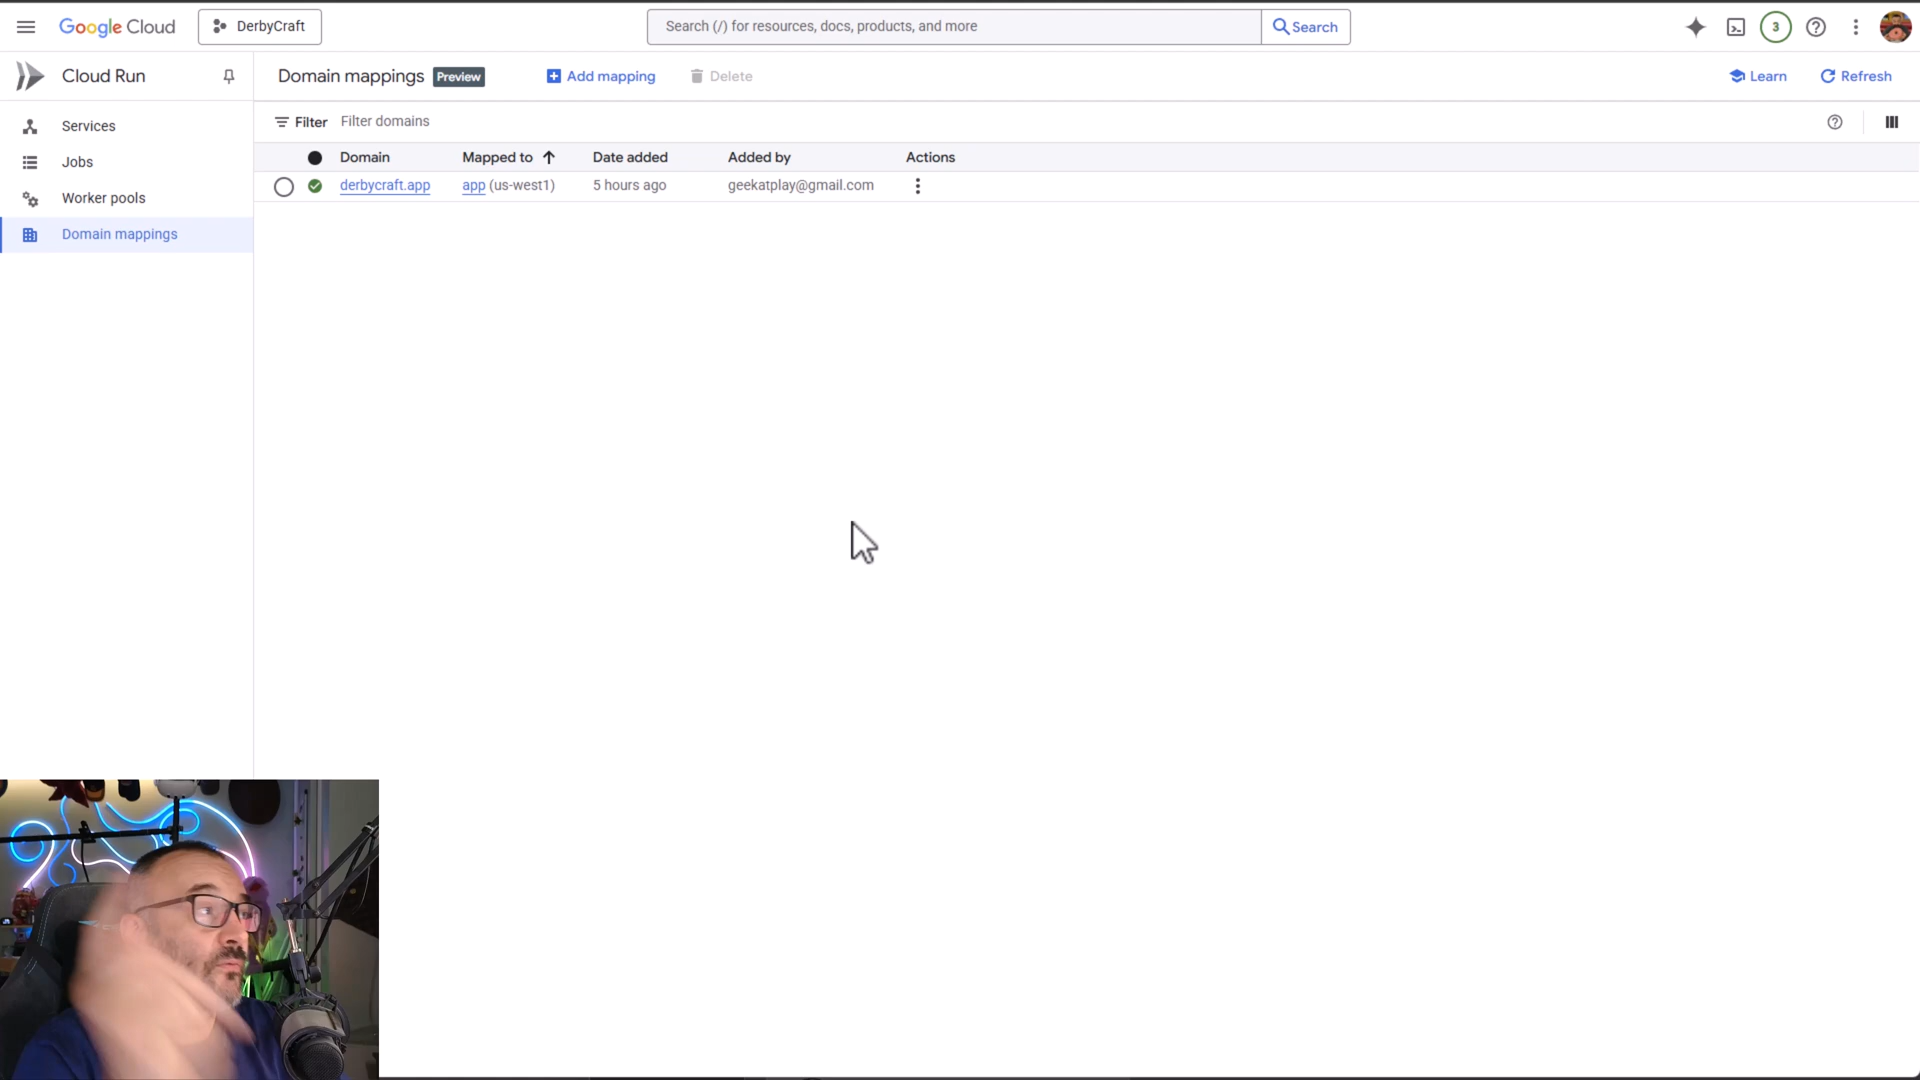 Google Cloud
DerbyCraft
Search (/) for resources, docs, products, and more
Search
3
Cloud Run
Domain mappings
Preview
Add mapping
Delete
Learn
Refresh
Services
Jobs
Worker pools
Domain mappings
Filter
Filter domains
Domain
Mapped to
Date added
Added by
Actions
derbycraft.app
app (us-west1)
5 hours ago
geekatplay@gmail.com